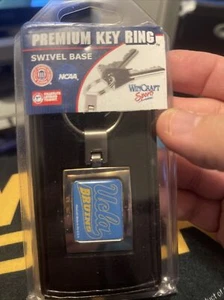 PREMIUM KEY RING
SWIVEL BASE
NCAA
WINCRAFT
Sports
Ucla
BRUINS